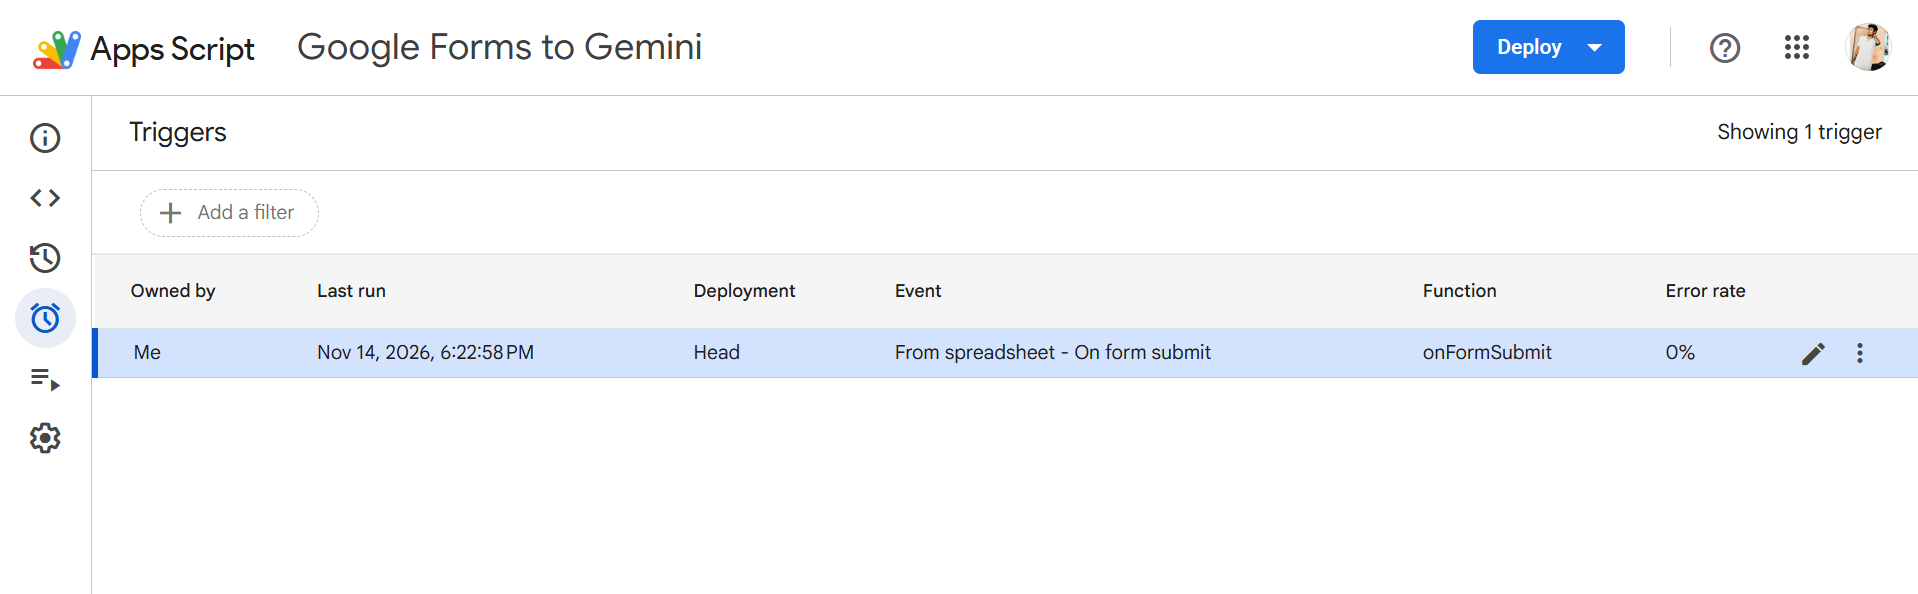 Apps Script Google Forms to Gemini Deploy
Triggers Showing 1 trigger
Add a filter
Owned by Last run Deployment Event Function Error rate
Me Nov 14, 2026, 6:22:58 PM Head From spreadsheet - On form submit onFormSubmit 0%